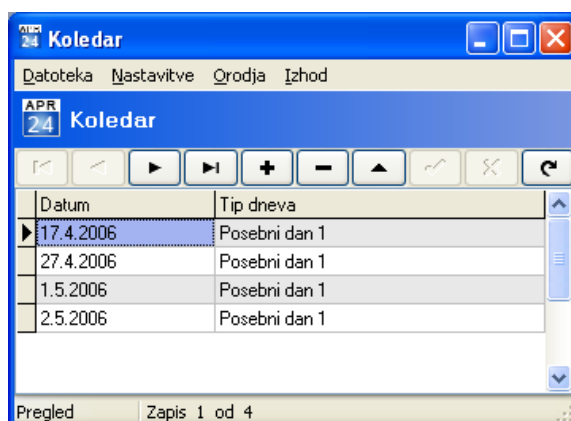 APR 24 Koledar
Datoteka Nastavitve Orodja Izhod
APR 24 Koledar
Datum Tip dneva
17.4.2006 Posebni dan 1
27.4.2006 Posebni dan 1
1.5.2006 Posebni dan 1
2.5.2006 Posebni dan 1
Pregled Zapis 1 od 4